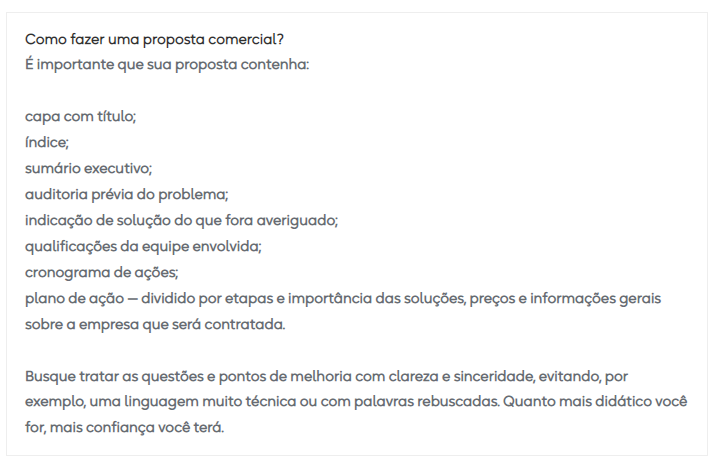 Como fazer uma proposta comercial?
É importante que sua proposta contenha:
capa com título;
índice;
sumário executivo;
auditoria prévia do problema;
indicação de solução do que fora averiguado;
qualificações da equipe envolvida;
cronograma de ações;
plano de ação — dividido por etapas e importância das soluções, preços e informações gerais
sobre a empresa que será contratada.
Busque tratar as questões e pontos de melhoria com clareza e sinceridade, evitando, por
exemplo, uma linguagem muito técnica ou com palavras rebuscadas. Quanto mais didático você
for, mais confiança você terá.